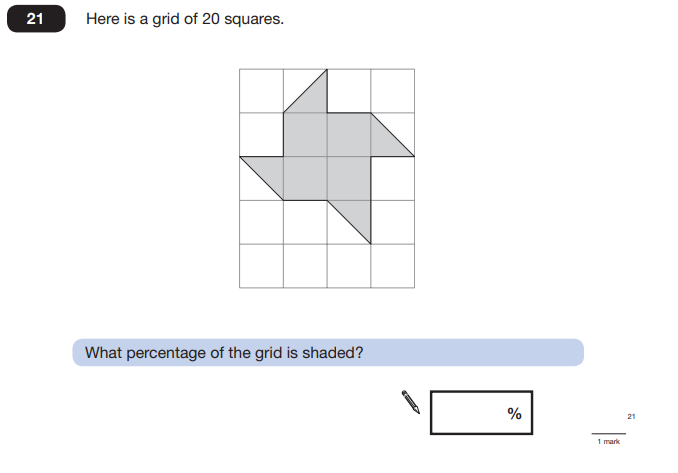 21 Here is a grid of 20 squares.
What percentage of the grid is shaded?
%
21
1 mark